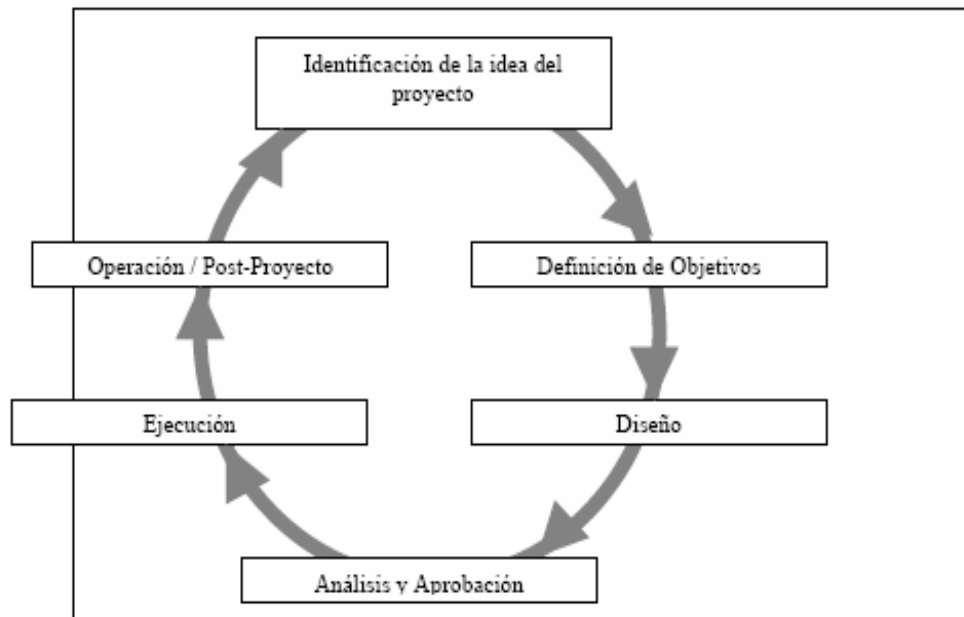 Identificación de la idea del
proyecto
Operación / Post-Proyecto
Definición de Objetivos
Ejecución
Diseño
Análisis y Aprobación